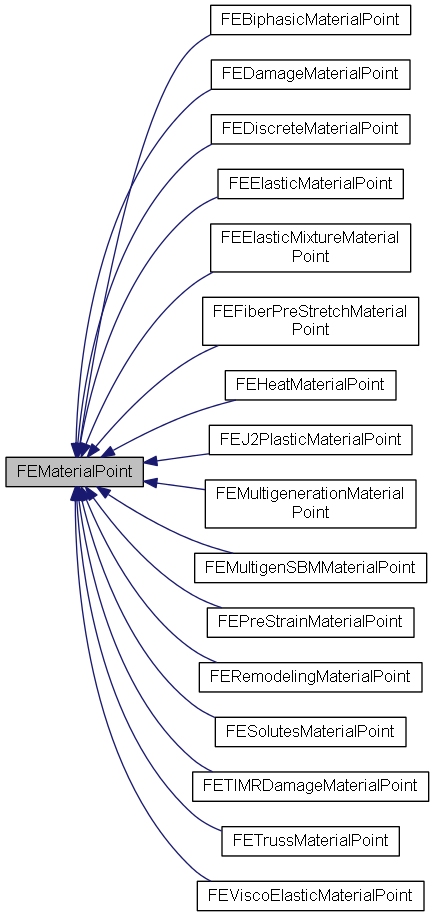 FEBiphasicMaterialPoint
FEDamageMaterialPoint
FEDiscreteMaterialPoint
FEElasticMaterialPoint
FEElasticMixtureMaterial
Point
FEFiberPreStretchMaterial
Point
FEHeatMaterialPoint
FEJ2PlasticMaterialPoint
FEMaterialPoint
FEMultigenerationMaterial
Point
FEMultigenSBMMaterialPoint
FEPreStrainMaterialPoint
FERemodelingMaterialPoint
FESolutesMaterialPoint
FETIMRDamageMaterialPoint
FETrussMaterialPoint
FEViscoElasticMaterialPoint